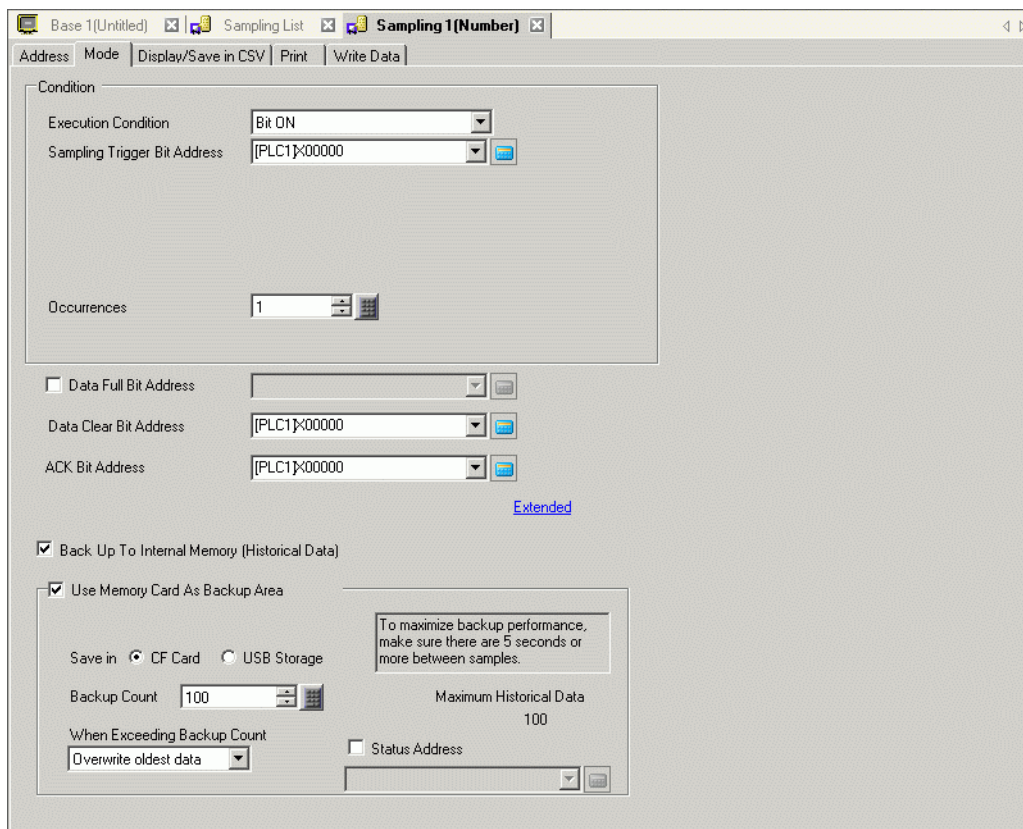 Base 1(Untitled) Sampling List Sampling 1(Number)
Address Mode Display/Save in CSV Print Write Data
Condition
Execution Condition Bit ON
Sampling Trigger Bit Address [PLC1]X00000
Occurrences 1
Data Full Bit Address
Data Clear Bit Address [PLC1]X00000
ACK Bit Address [PLC1]X00000
Extended
Back Up To Internal Memory (Historical Data)
Use Memory Card As Backup Area
To maximize backup performance,
make sure there are 5 seconds or
more between samples.
Save in CF Card USB Storage
Backup Count 100 Maximum Historical Data
100
When Exceeding Backup Count
Status Address
Overwrite oldest data